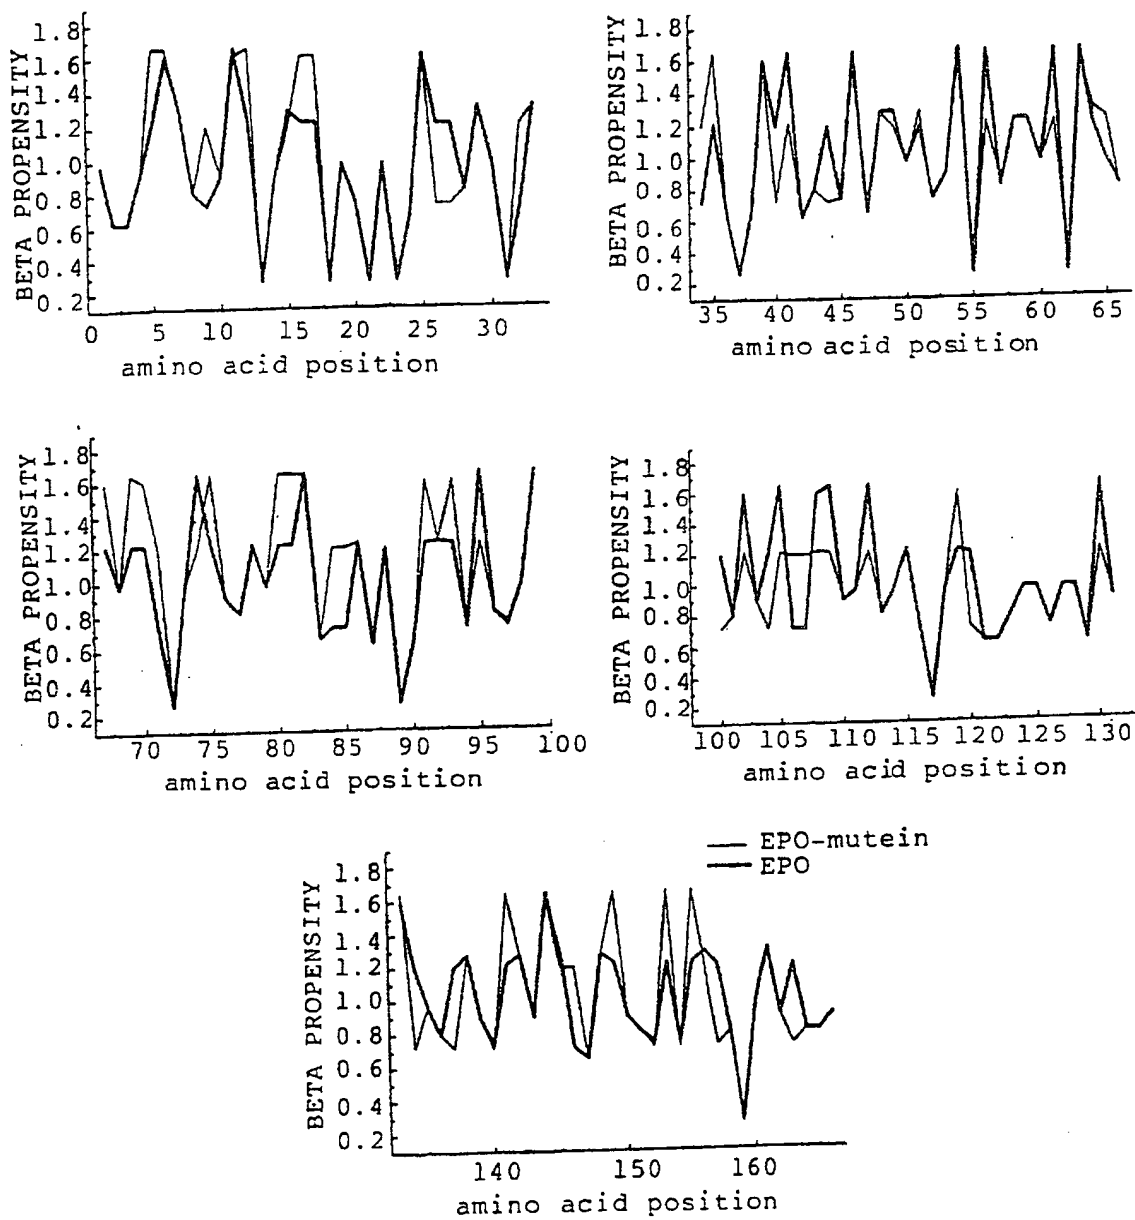 BETA PROPENSITY
1.8
1.6
1.4
1.2
1.0
0.8
0.6
0.4
0.2
0 5 10 15 20 25 30
amino acid position
BETA PROPENSITY
1.8
1.6
1.4
1.2
1.0
0.8
0.6
0.4
0.2
35 40 45 50 55 60 65
amino acid position
BETA PROPENSITY
1.8
1.6
1.4
1.2
1.0
0.8
0.6
0.4
0.2
70 75 80 85 90 95 100
amino acid position
BETA PROPENSITY
1.8
1.6
1.4
1.2
1.0
0.8
0.6
0.4
0.2
100 105 110 115 120 125 130
amino acid position
EPO-mutein
EPO
BETA PROPENSITY
1.8
1.6
1.4
1.2
1.0
0.8
0.6
0.4
0.2
140 150 160
amino acid position